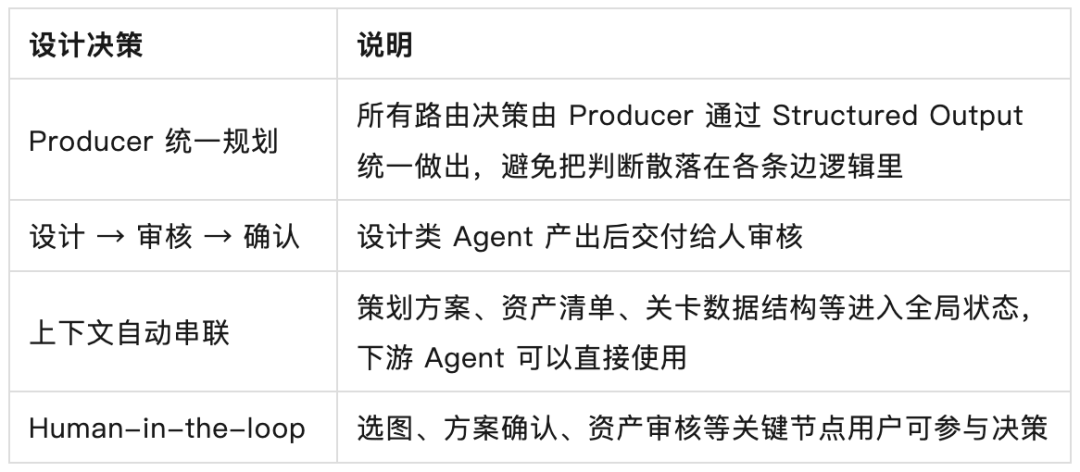 设计决策
说明
Producer 统一规划
所有路由决策由 Producer 通过 Structured Output
统一做出，避免把判断散落在各条边逻辑里
设计 → 审核 → 确认
设计类 Agent 产出后交付给人审核
上下文自动串联
策划方案、资产清单、关卡数据结构等进入全局状态，
下游 Agent 可以直接使用
Human-in-the-loop
选图、方案确认、资产审核等关键节点用户可参与决策